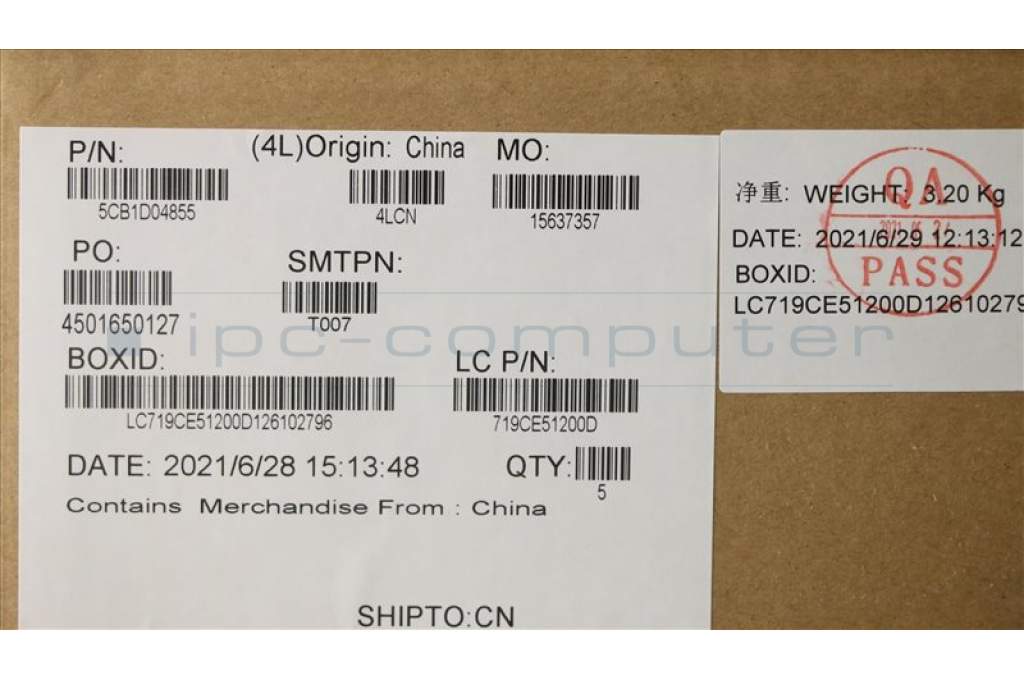 P/N: (4L)Origin: China MO:
5CB1D04855 4LCN 15637357
PO: SMTPN:
4501650127 T007
BOXID: LC P/N:
LC719CE51200D126102796 719CE51200D
DATE: 2021/6/28 15:13:48 QTY:
5
Contains Merchandise From : China
SHIPTO:CN
净重: WEIGHT: 3.20 Kg
DATE: 2021/6/29 12:13:12
BOXID:
LC719CE51200D12610279
QA
PASS
ipc-computer